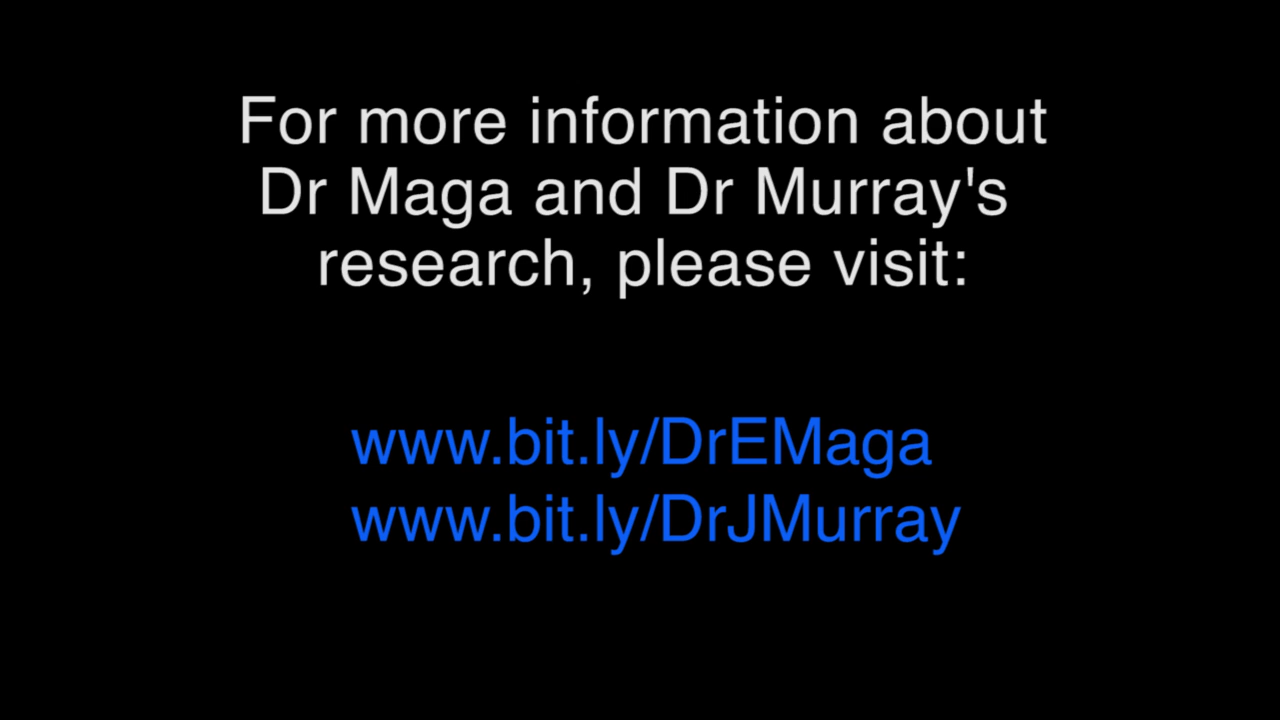 For more information about
Dr Maga and Dr Murray's
research, please visit:
www.bit.ly/DrEMaga
www.bit.ly/DrJMurray